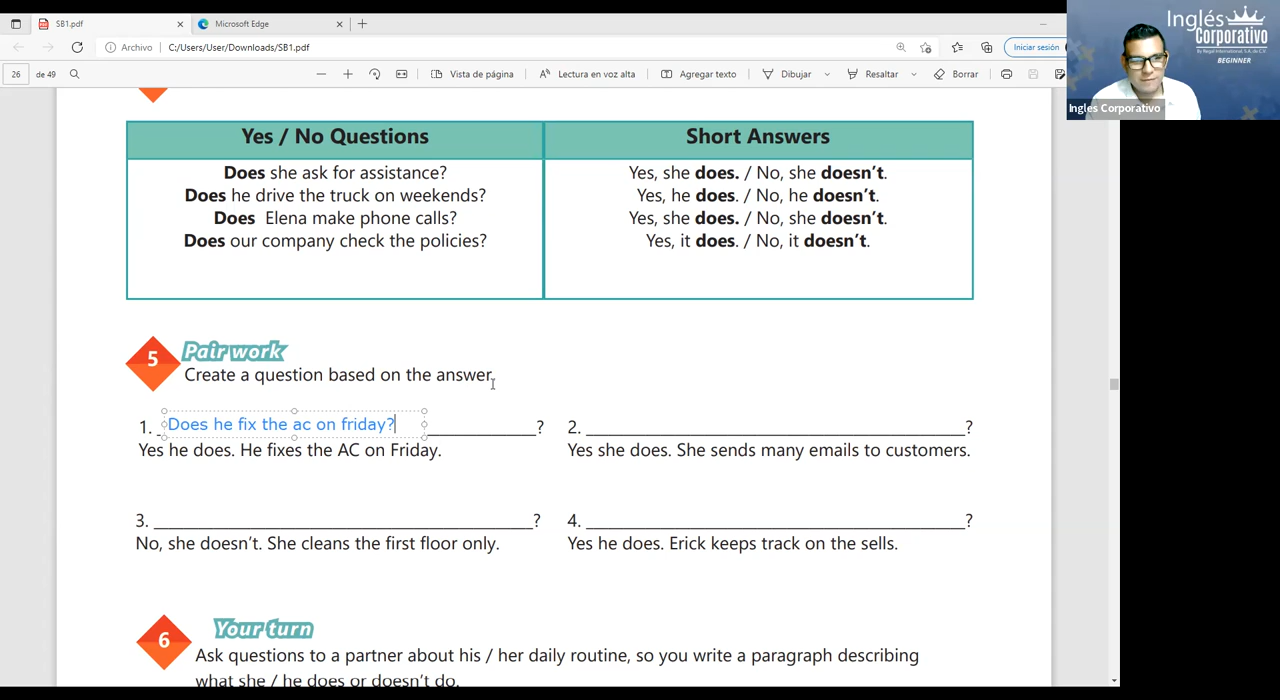 SB1.pdf
Microsoft Edge
Archivo
C:/Users/User/Downloads/SB1.pdf
Iniciar sesión
26 de 49
Vista de página
Lectura en voz alta
Agregar texto
Dibujar
Resaltar
Borrar
Inglés
Corporativo
BEGINNER
Ingles Corporativo
Yes / No Questions
Short Answers
Does she ask for assistance?
Yes, she does. / No, she doesn’t.
Does he drive the truck on weekends?
Yes, he does. / No, he doesn’t.
Does Elena make phone calls?
Yes, she does. / No, she doesn’t.
Does our company check the policies?
Yes, it does. / No, it doesn’t.
5
Pair work
Create a question based on the answer.
1. Does he fix the ac on friday? ________?
Yes he does. He fixes the AC on Friday.
2. ________?
Yes she does. She sends many emails to customers.
3. ________?
No, she doesn’t. She cleans the first floor only.
4. ________?
Yes he does. Erick keeps track on the sells.
6
Your turn
Ask questions to a partner about his / her daily routine, so you write a paragraph describing
what she / he does or doesn’t do.